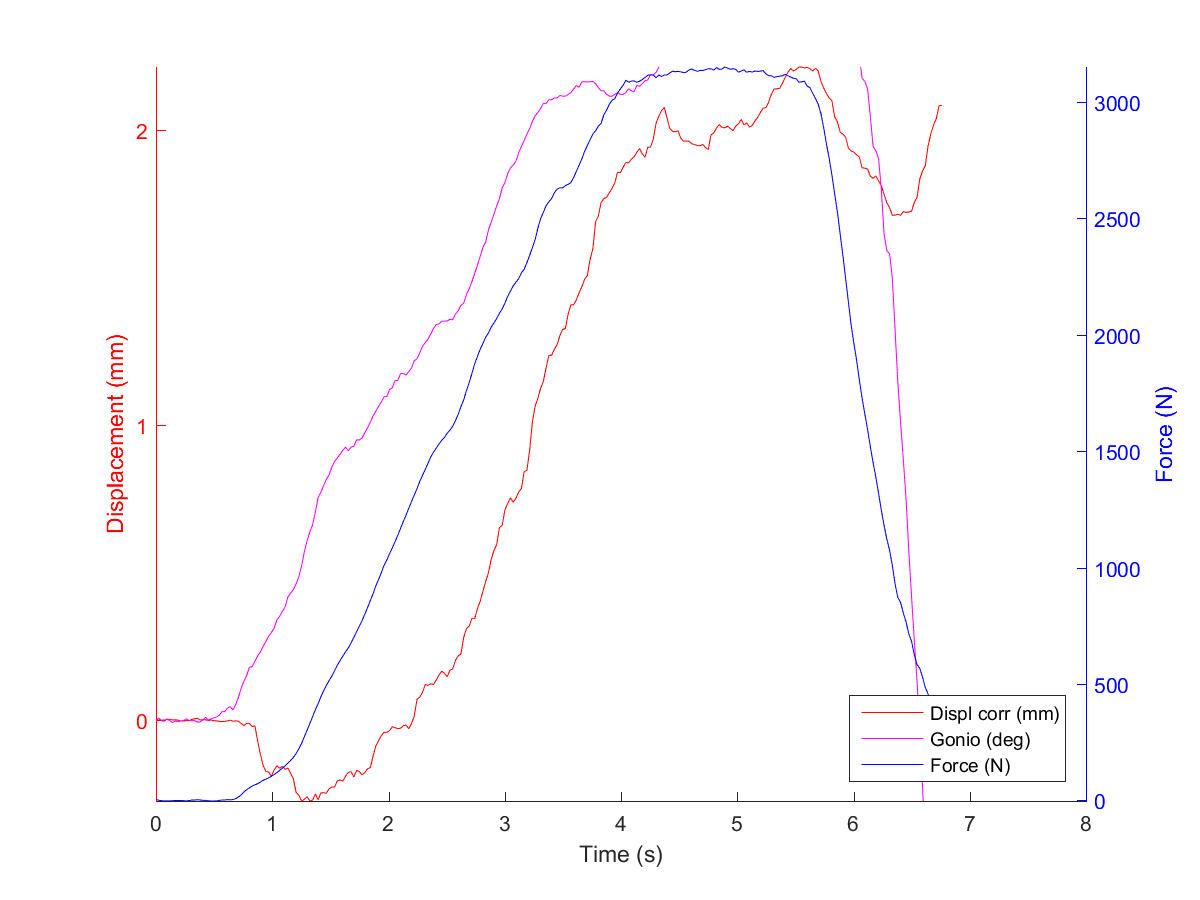 2
1
0
Displacement (mm)
3000
2500
2000
1500
1000
500
0
Force (N)
Displ corr (mm)
Gonio (deg)
Force (N)
0 1 2 3 4 5 6 7 8
Time (s)